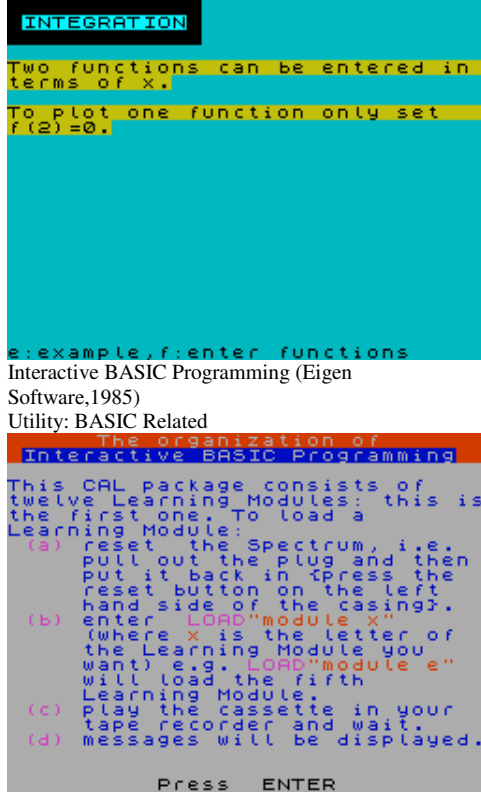 INTEGRATION
Two functions can be entered in
terms of x.
To plot one function only set
f(2)=0.
e:example,f:enter functions
Interactive BASIC Programming (Eigen
Software,1985)
Utility: BASIC Related
The organization of
Interactive BASIC Programming
This CAL package consists of
twelve Learning Modules: this is
the first one. To load a
Learning Module:
(a) reset the Spectrum, i.e.
pull out the plug and then
put it back in {press the
reset button on the left
hand side of the casing}.
(b) enter LOAD"module x"
(where x is the letter of
the Learning Module you
want) e.g. LOAD"module e"
will load the fifth
Learning Module.
(c) play the cassette in your
tape recorder and wait.
(d) messages will be displayed.
Press ENTER